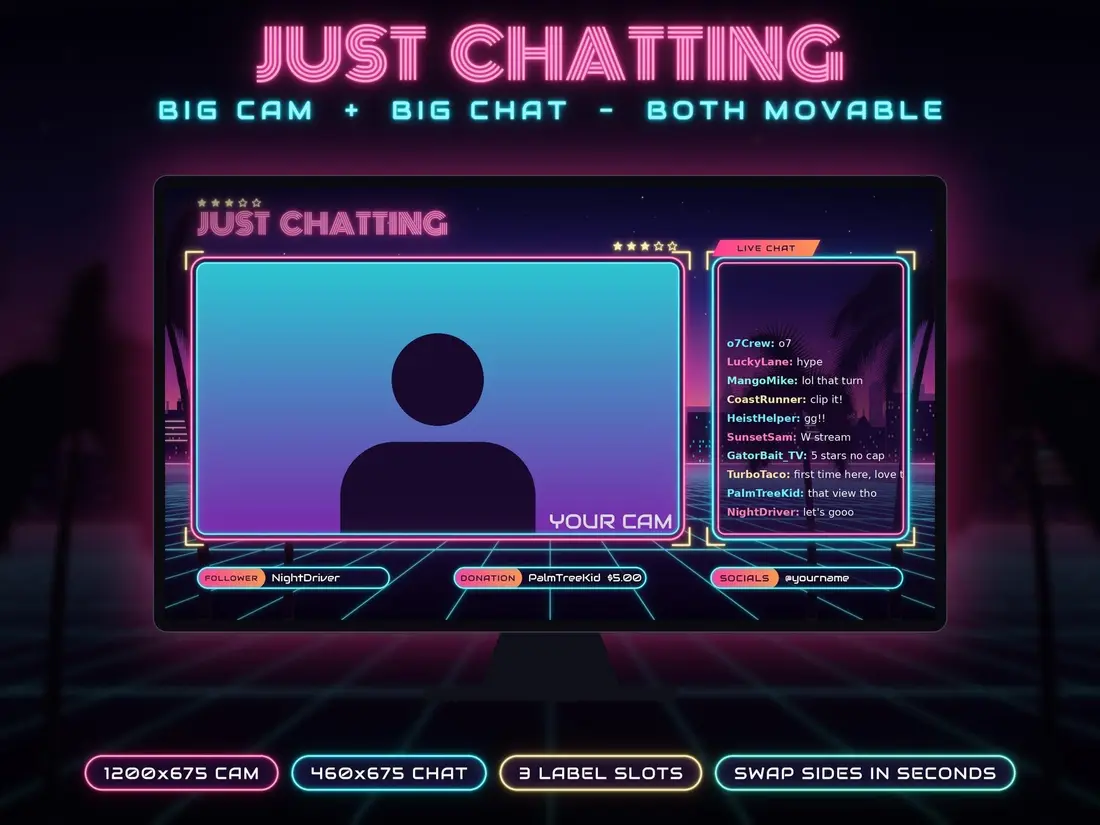 JUST CHATTING
BIG CAM + BIG CHAT - BOTH MOVABLE
JUST CHATTING
LIVE CHAT
o7Crew: o7
LuckyLane: hype
MangoMike: lol that turn
CoastRunner: clip it!
HeistHelper: gg!!
SunsetSam: W stream
GatorBait_TV: 5 stars no cap
TurboTaco: first time here, love t
PalmTreeKid: that view tho
NightDriver: let's gooo
YOUR CAM
FOLLOWER NightDriver
DONATION PalmTreeKid $5.00
SOCIALS @yourname
1200x675 CAM
460x675 CHAT
3 LABEL SLOTS
SWAP SIDES IN SECONDS